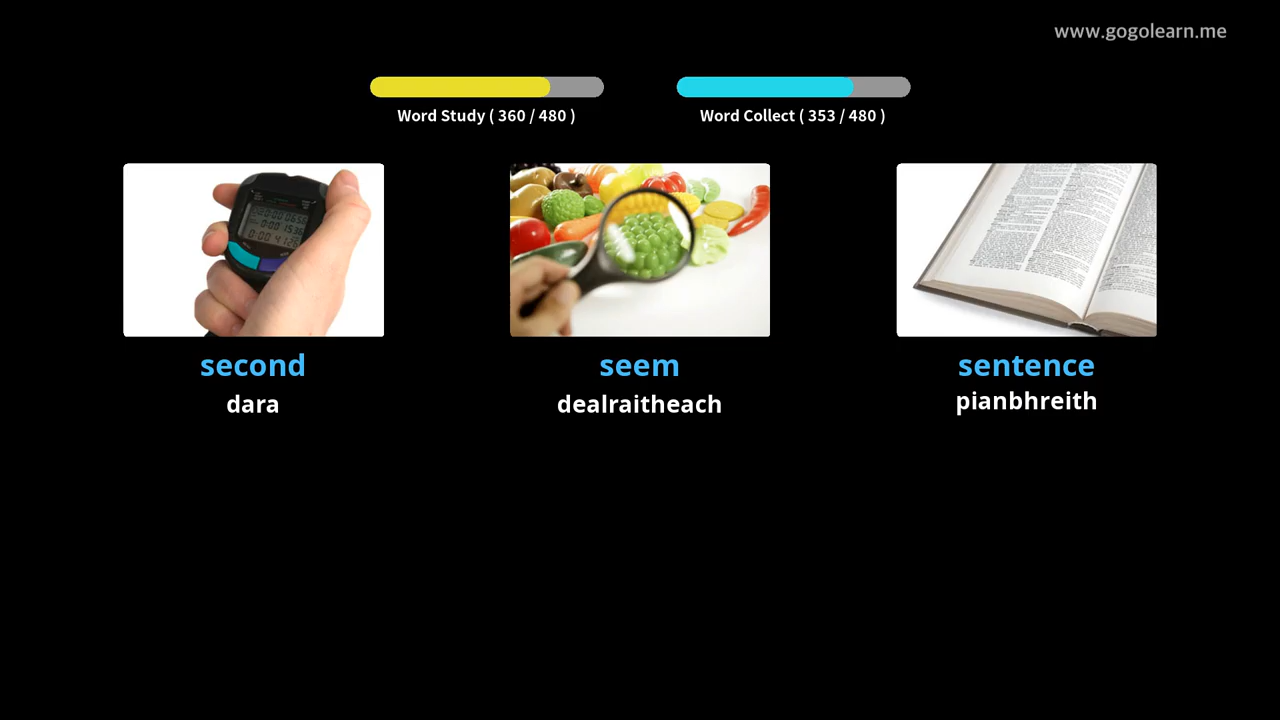 www.gogolearn.me
Word Study ( 360 / 480 )
Word Collect ( 353 / 480 )
second
seem
sentence
dara
dealraitheach
pianbhreith